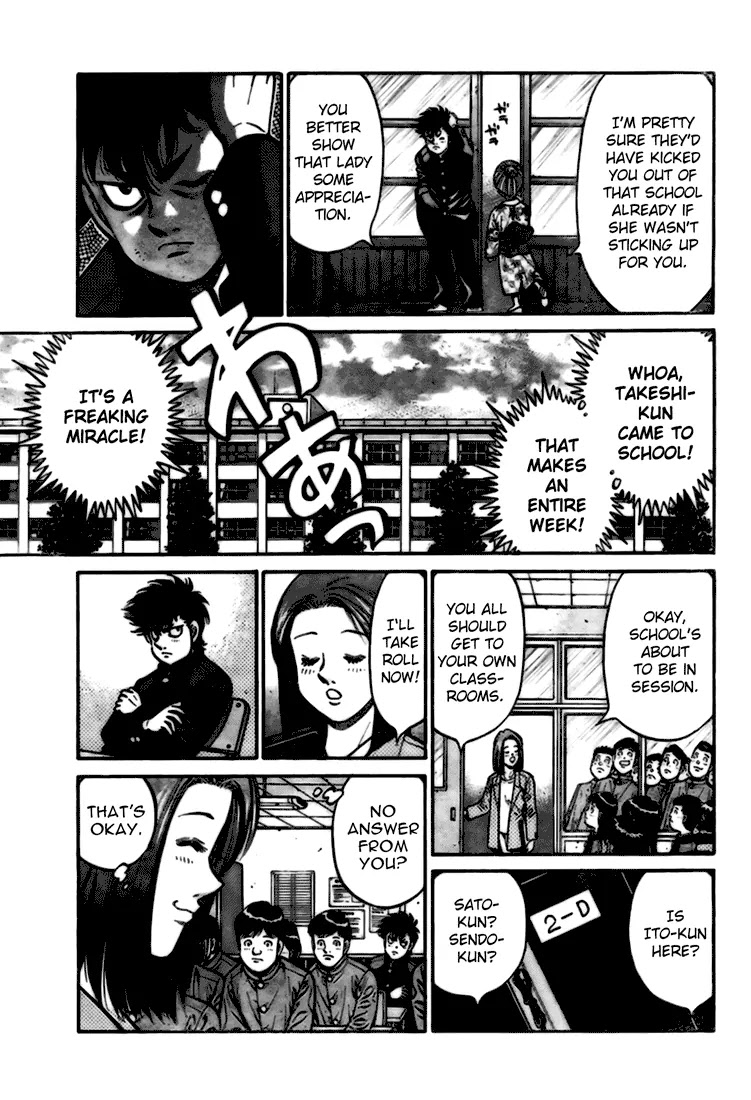 I'M PRETTY
SURE THEY'D
HAVE KICKED
YOU OUT OF
THAT SCHOOL
ALREADY IF
SHE WASN'T
STICKING UP
FOR YOU.
YOU
BETTER
SHOW
THAT LADY
SOME
APPRECIA-
TION.
WHOA,
TAKESHI-
KUN
CAME TO
SCHOOL!
THAT
MAKES
AN
ENTIRE
WEEK!
わあっ
IT'S A
FREAKING
MIRACLE!
OKAY,
SCHOOL'S
ABOUT
TO BE IN
SESSION.
YOU ALL
SHOULD
GET TO
YOUR OWN
CLASS-
ROOMS.
I'LL
TAKE
ROLL
NOW!
IS
ITO-KUN
HERE?
2-D
SATO-
KUN?
SENDO-
KUN?
NO
ANSWER
FROM
YOU?
THAT'S
OKAY.